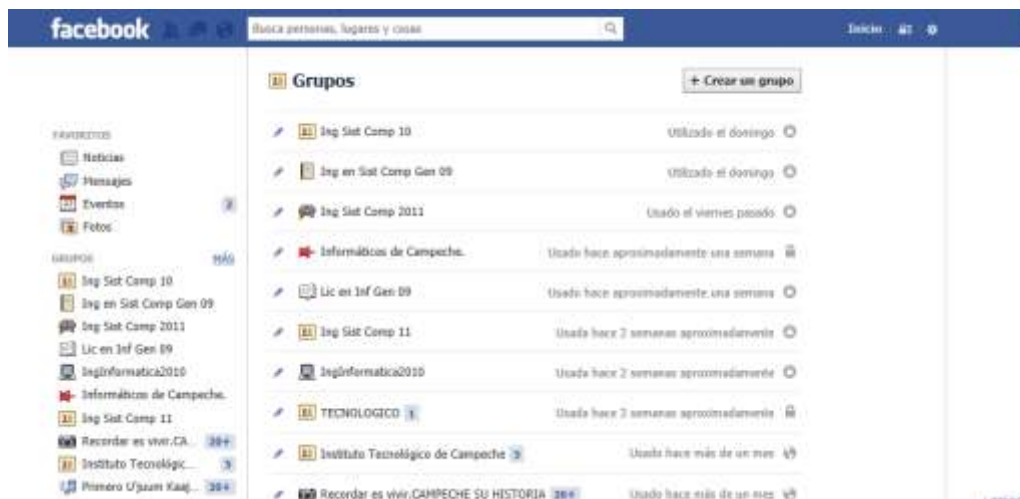 facebook
Busca personas, lugares y cosas
Inicio
Grupos
+ Crear un grupo
FAVORITOS
Noticias
Mensajes
Eventos 2
Fotos
GRUPOS MÁS
Ing Sist Comp 10
Ing en Sist Comp Gen 09
Ing Sist Comp 2011
Lic en Inf Gen 09
IngInformatica2010
Informáticos de Campeche.
Ing Sist Comp 11
Recordar es vivir.CA... 20+
Instituto Tecnológic... 3
Primero U'juum Kaaj... 20+
Ing Sist Comp 10 Utilizado el domingo
Ing en Sist Comp Gen 09 Utilizado el domingo
Ing Sist Comp 2011 Usado el viernes pasado
Informáticos de Campeche. Usado hace aproximadamente una semana
Lic en Inf Gen 09 Usado hace aproximadamente una semana
Ing Sist Comp 11 Usado hace 2 semanas aproximadamente
IngInformatica2010 Usado hace 2 semanas aproximadamente
TECNOLOGICO 1 Usado hace 3 semanas aproximadamente
Instituto Tecnológico de Campeche 3 Usado hace más de un mes
Recordar es vivir.CAMPECHE SU HISTORIA 20+ Usado hace más de un mes